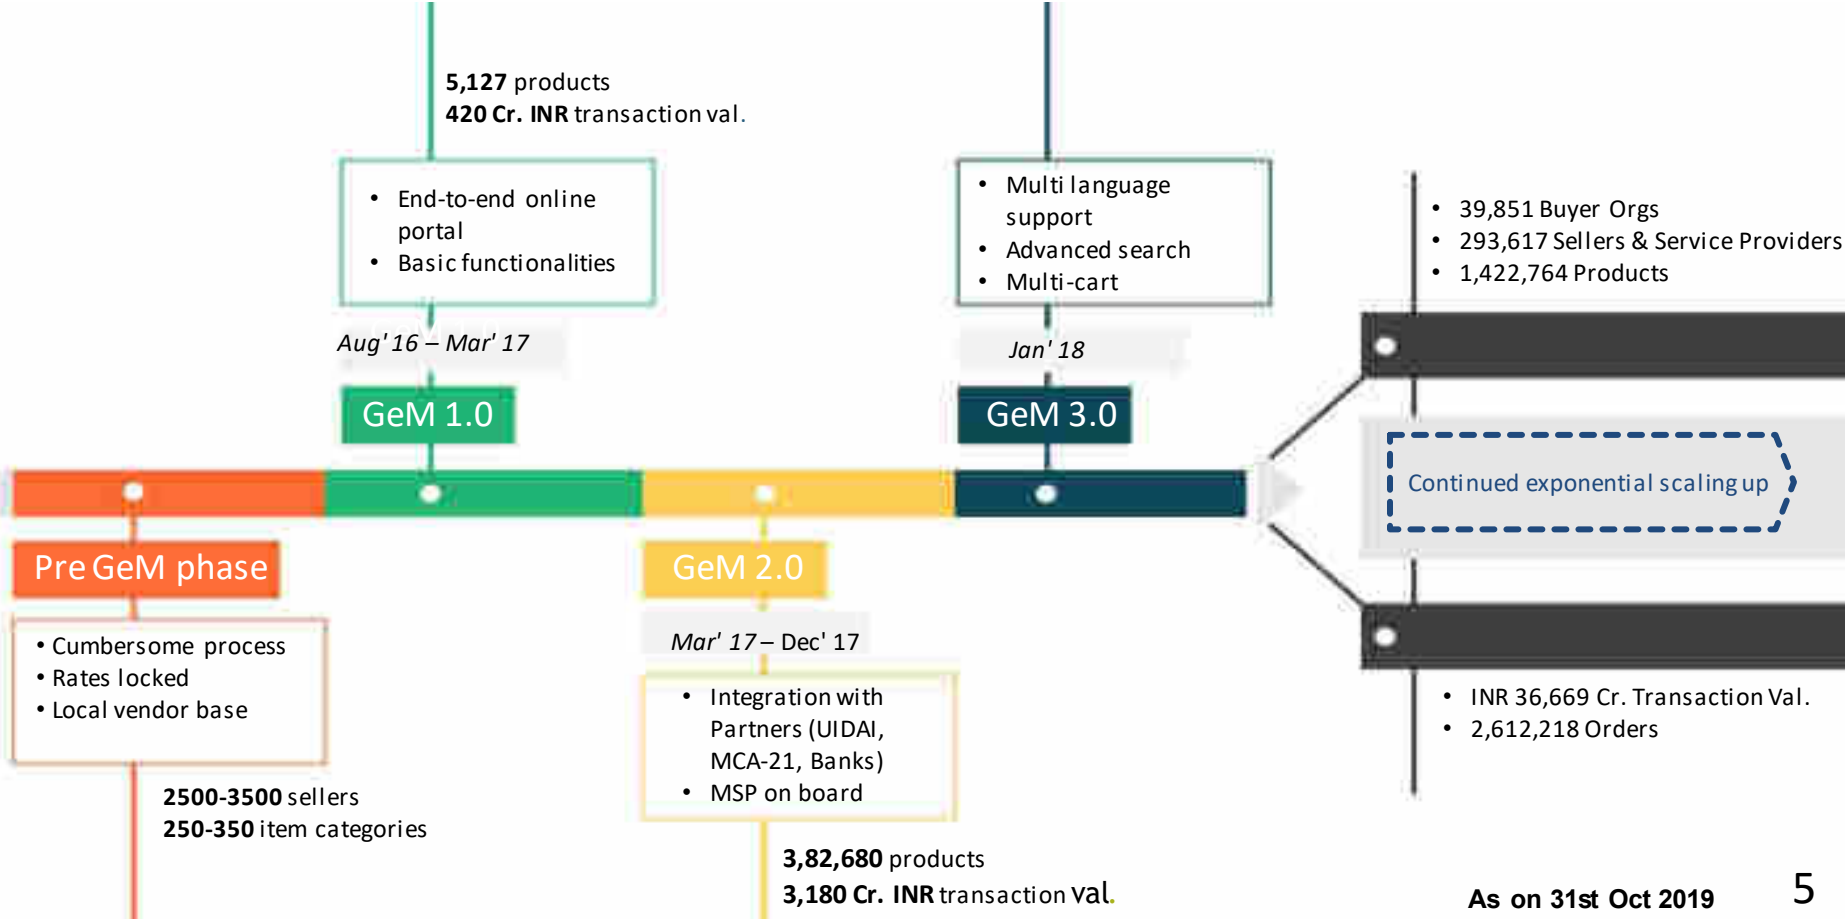 5,127 products
420 Cr. INR transaction val.
• End-to-end online
portal
• Basic functionalities
Aug' 16 – Mar' 17
GeM 1.0
• Multi language
support
• Advanced search
• Multi-cart
Jan' 18
GeM 3.0
• 39,851 Buyer Orgs
• 293,617 Sellers & Service Providers
• 1,422,764 Products
Continued exponential scaling up
Pre GeM phase
• Cumbersome process
• Rates locked
• Local vendor base
2500-3500 sellers
250-350 item categories
GeM 2.0
Mar' 17 – Dec' 17
• Integration with
Partners (UIDAI,
MCA-21, Banks)
• MSP on board
3,82,680 products
3,180 Cr. INR transaction val.
• INR 36,669 Cr. Transaction Val.
• 2,612,218 Orders
As on 31st Oct 2019
5